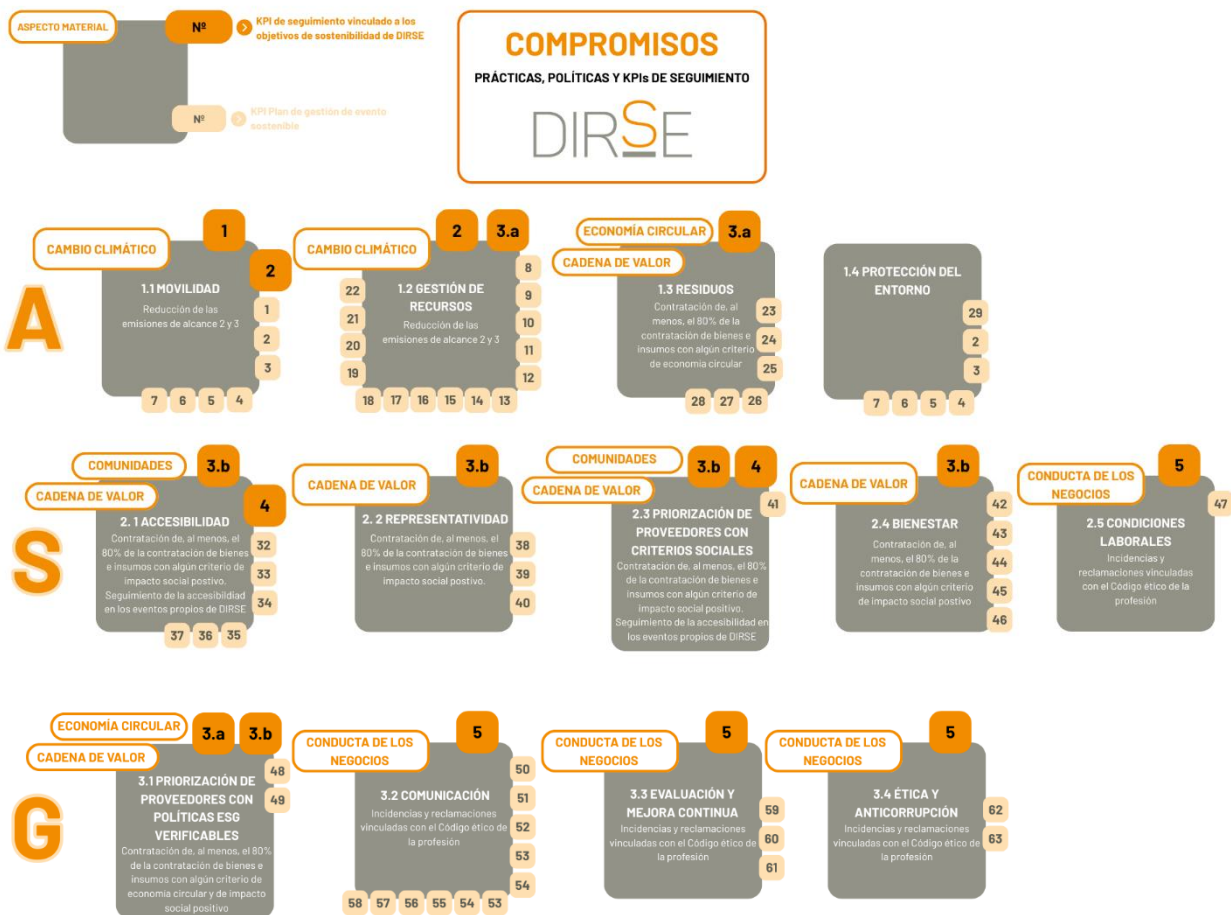 ASPECTO MATERIAL
Nº
KPI de seguimiento vinculado a los
objetivos de sostenibilidad de DIRSE
Nº
KPI Plan de gestión de evento
sostenible
COMPROMISOS
PRÁCTICAS, POLÍTICAS Y KPIs DE SEGUIMIENTO
DIRSE
A
CAMBIO CLIMÁTICO
1
2
1.1 MOVILIDAD
Reducción de las
emisiones de alcance 2 y 3
1
2
3
7 6 5 4
CAMBIO CLIMÁTICO
2 3.a
1.2 GESTIÓN DE
RECURSOS
Reducción de las
emisiones de alcance 2 y 3
22
21
20
19
8
9
10
11
12
18 17 16 15 14 13
ECONOMÍA CIRCULAR
CADENA DE VALOR
3.a
1.3 RESIDUOS
Contratación de, al
menos, el 80% de la
contratación de bienes e
insumos con algún criterio
de economía circular
23
24
25
28 27 26
1.4 PROTECCIÓN DEL
ENTORNO
29
2
3
7 6 5 4
S
COMUNIDADES
CADENA DE VALOR
3.b
4
2. 1 ACCESIBILIDAD
Contratación de, al menos, el
80% de la contratación de bienes
e insumos con algún criterio de
impacto social postivo.
Seguimiento de la accesibilidiad
en los eventos propios de DIRSE
32
33
34
37 36 35
CADENA DE VALOR
3.b
2. 2 REPRESENTATIVIDAD
Contratación de, al menos, el
80% de la contratación de bienes
e insumos con algún criterio de
impacto social positivo.
38
39
40
COMUNIDADES
CADENA DE VALOR
3.b 4
2.3 PRIORIZACIÓN DE
PROVEEDORES CON
CRITERIOS SOCIALES
Contratación de, al menos, el 80%
de la contratación de bienes e
insumos con algún criterio de
impacto social positivo.
Seguimiento de la accesibilidad en
los eventos propios de DIRSE
41
CADENA DE VALOR
3.b
2.4 BIENESTAR
Contratación de, al
menos, el 80% de la
contratación de bienes e
insumos con algún criterio
de impacto social postivo
42
43
44
45
46
CONDUCTA DE LOS
NEGOCIOS
5
2.5 CONDICIONES
LABORALES
Incidencias y
reclamaciones vinculadas
con el Código ético de la
profesión
47
G
ECONOMÍA CIRCULAR
CADENA DE VALOR
3.a 3.b
3.1 PRIORIZACIÓN DE
PROVEEDORES CON
POLÍTICAS ESG
VERIFICABLES
Contratación de, al menos, el 80%
de la contratación de bienes e
insumos con algún criterio de
economía circular y de impacto
social positivo
48
49
CONDUCTA DE LOS
NEGOCIOS
5
3.2 COMUNICACIÓN
Incidencias y reclamaciones
vinculadas con el Código ético de
la profesión
50
51
52
53
54
58 57 56 55 54 53
CONDUCTA DE LOS
NEGOCIOS
5
3.3 EVALUACIÓN Y
MEJORA CONTINUA
Incidencias y reclamaciones
vinculadas con el Código ético de
la profesión
59
60
61
CONDUCTA DE LOS
NEGOCIOS
5
3.4 ÉTICA Y
ANTICORRUPCIÓN
Incidencias y reclamaciones
vinculadas con el Código ético de
la profesión
62
63